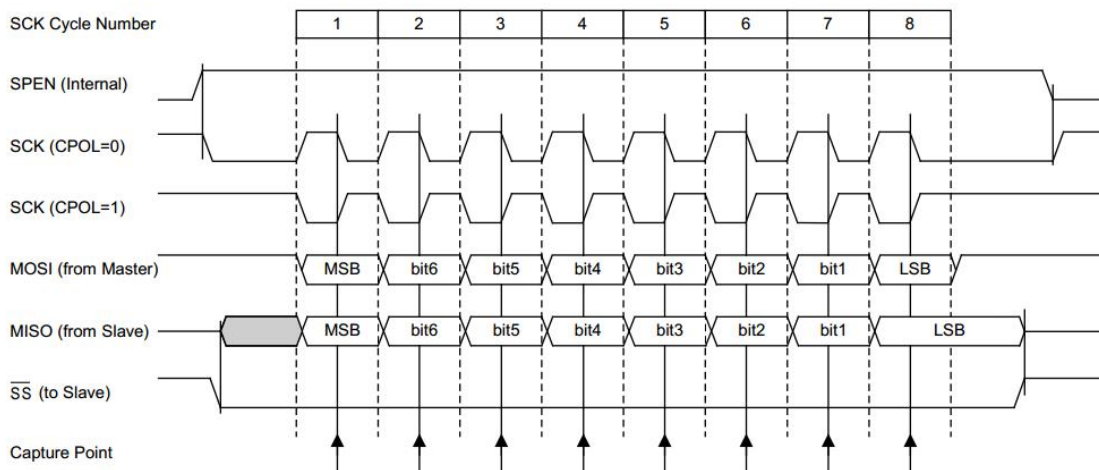 SCK Cycle Number 1 2 3 4 5 6 7 8
SPEN (Internal)
SCK (CPOL=0)
SCK (CPOL=1)
MOSI (from Master) MSB bit6 bit5 bit4 bit3 bit2 bit1 LSB
MISO (from Slave) MSB bit6 bit5 bit4 bit3 bit2 bit1 LSB
S̅S̅ (to Slave)
Capture Point